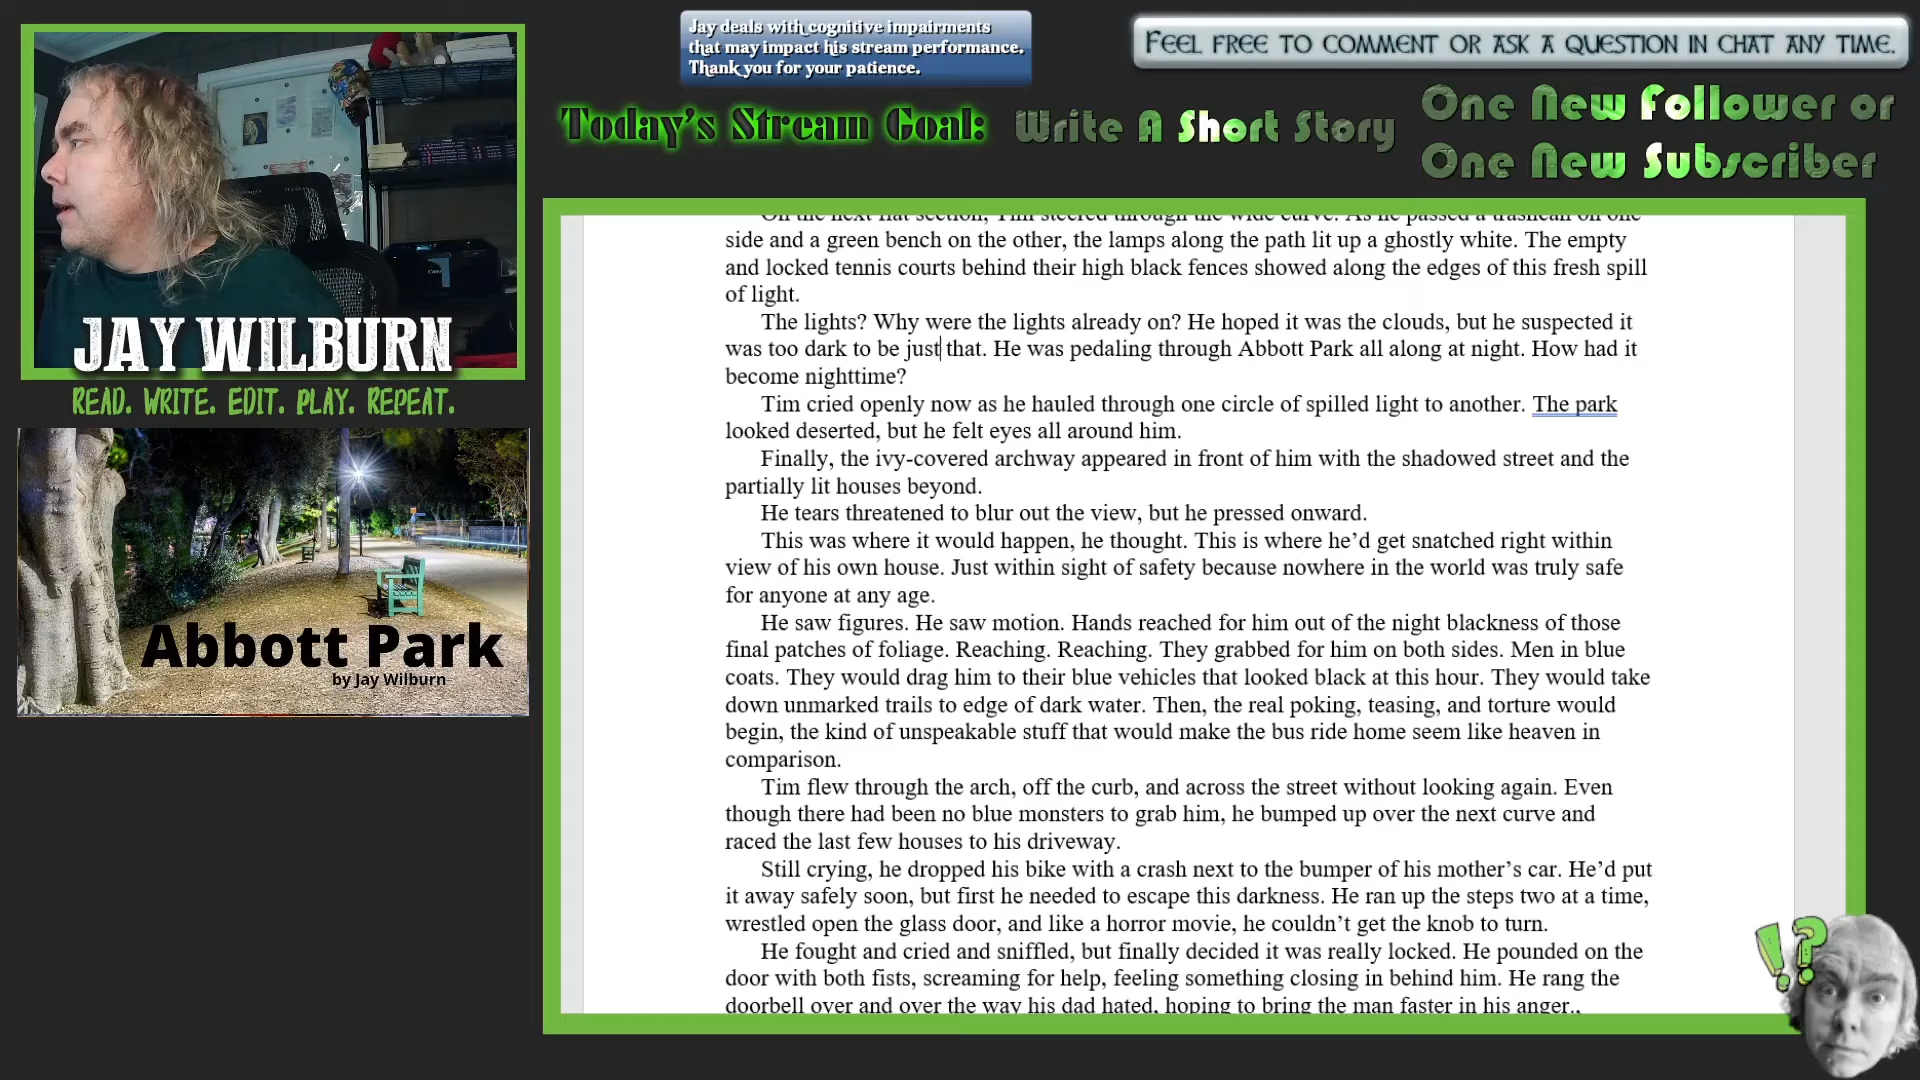 Jay deals with cognitive impairments
that may impact his stream performance.
Thank you for your patience.
Feel free to comment or ask a question in chat any time.
Today's Stream Goal:
Write A Short Story
One New Follower or
One New Subscriber
JAY WILBURN
READ. WRITE. EDIT. PLAY. REPEAT.
Abbott Park
by Jay Wilburn
On the next flat section, Tim steered through the wide curve. As he passed a trashcan on one
side and a green bench on the other, the lamps along the path lit up a ghostly white. The empty
and locked tennis courts behind their high black fences showed along the edges of this fresh spill
of light.
The lights? Why were the lights already on? He hoped it was the clouds, but he suspected it
was too dark to be just that. He was pedaling through Abbott Park all along at night. How had it
become nighttime?
Tim cried openly now as he hauled through one circle of spilled light to another. The park
looked deserted, but he felt eyes all around him.
Finally, the ivy-covered archway appeared in front of him with the shadowed street and the
partially lit houses beyond.
He tears threatened to blur out the view, but he pressed onward.
This was where it would happen, he thought. This is where he’d get snatched right within
view of his own house. Just within sight of safety because nowhere in the world was truly safe
for anyone at any age.
He saw figures. He saw motion. Hands reached for him out of the night blackness of those
final patches of foliage. Reaching. Reaching. They grabbed for him on both sides. Men in blue
coats. They would drag him to their blue vehicles that looked black at this hour. They would take
down unmarked trails to edge of dark water. Then, the real poking, teasing, and torture would
begin, the kind of unspeakable stuff that would make the bus ride home seem like heaven in
comparison.
Tim flew through the arch, off the curb, and across the street without looking again. Even
though there had been no blue monsters to grab him, he bumped up over the next curve and
raced the last few houses to his driveway.
Still crying, he dropped his bike with a crash next to the bumper of his mother’s car. He’d put
it away safely soon, but first he needed to escape this darkness. He ran up the steps two at a time,
wrestled open the glass door, and like a horror movie, he couldn’t get the knob to turn.
He fought and cried and sniffled, but finally decided it was really locked. He pounded on the
door with both fists, screaming for help, feeling something closing in behind him. He rang the
doorbell over and over the way his dad hated, hoping to bring the man faster in his anger.,
!?